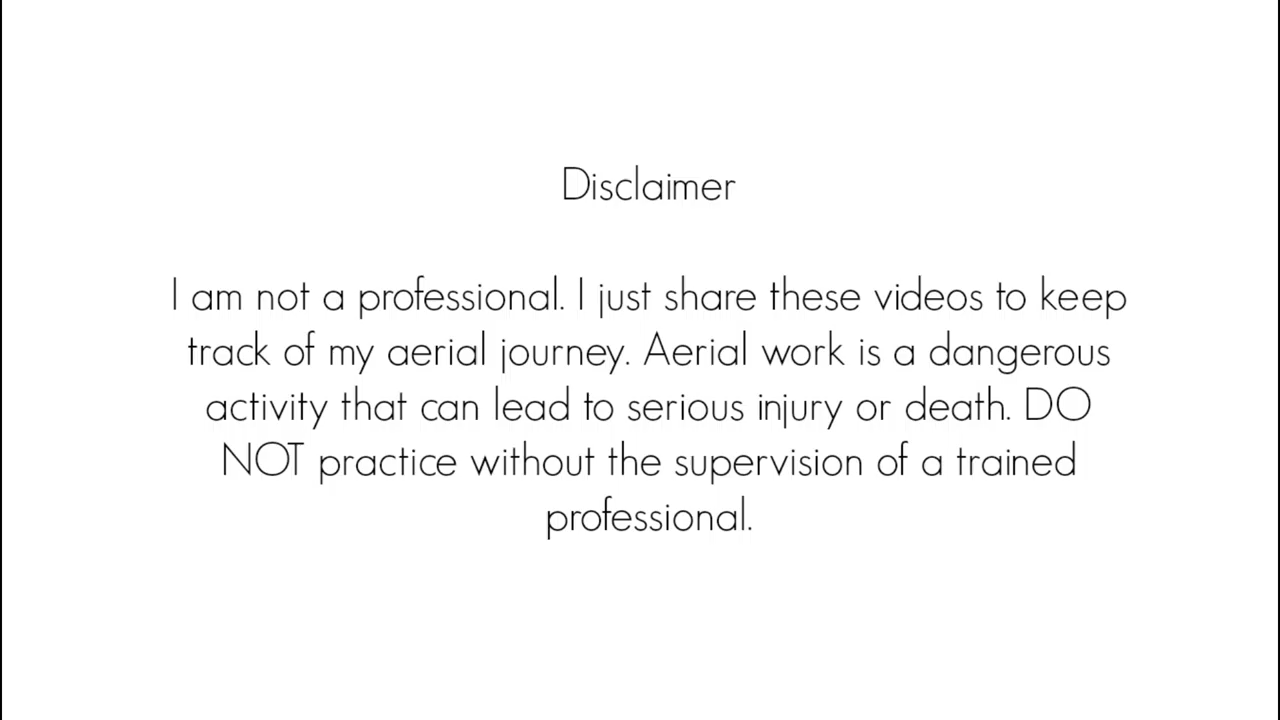 Disclaimer
I am not a professional. I just share these videos to keep
track of my aerial journey. Aerial work is a dangerous
activity that can lead to serious injury or death. DO
NOT practice without the supervision of a trained
professional.